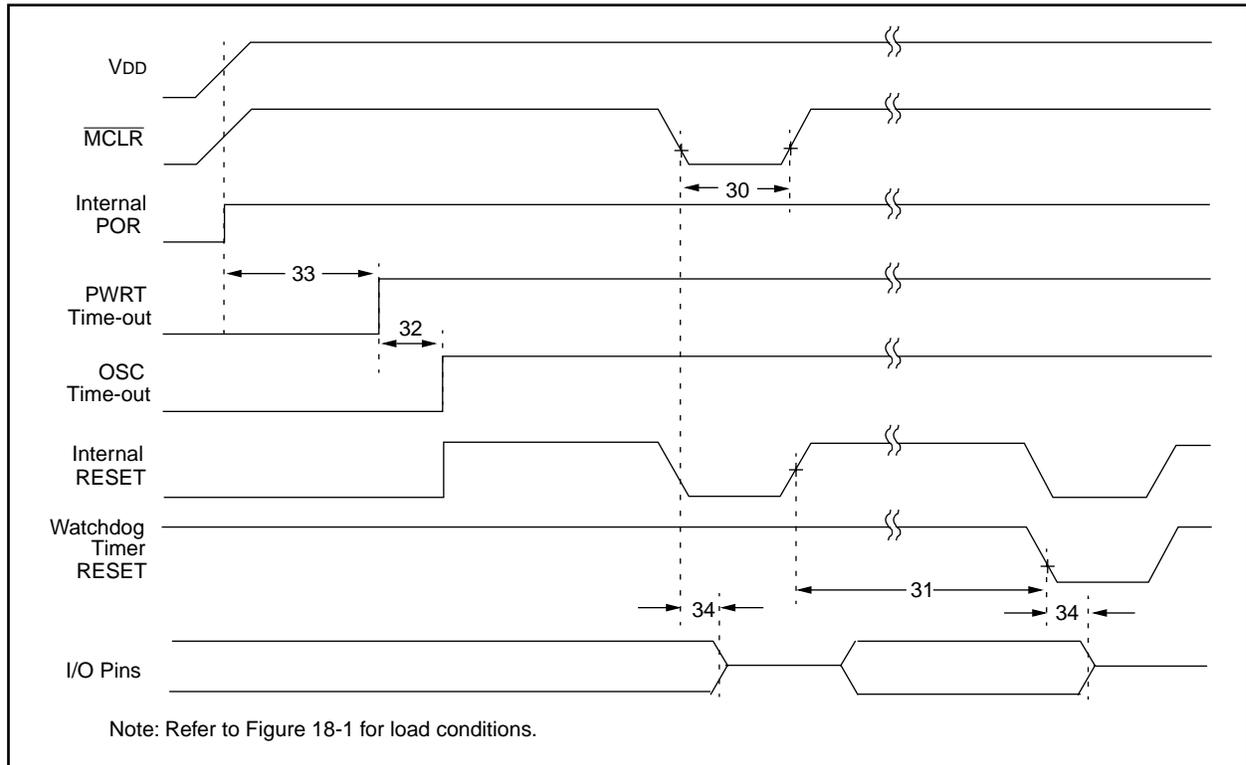 VDD
MCLR
Internal
POR
30
33
PWRT
Time-out
32
OSC
Time-out
Internal
RESET
Watchdog
Timer
RESET
31
34
34
I/O Pins
Note: Refer to Figure 18-1 for load conditions.